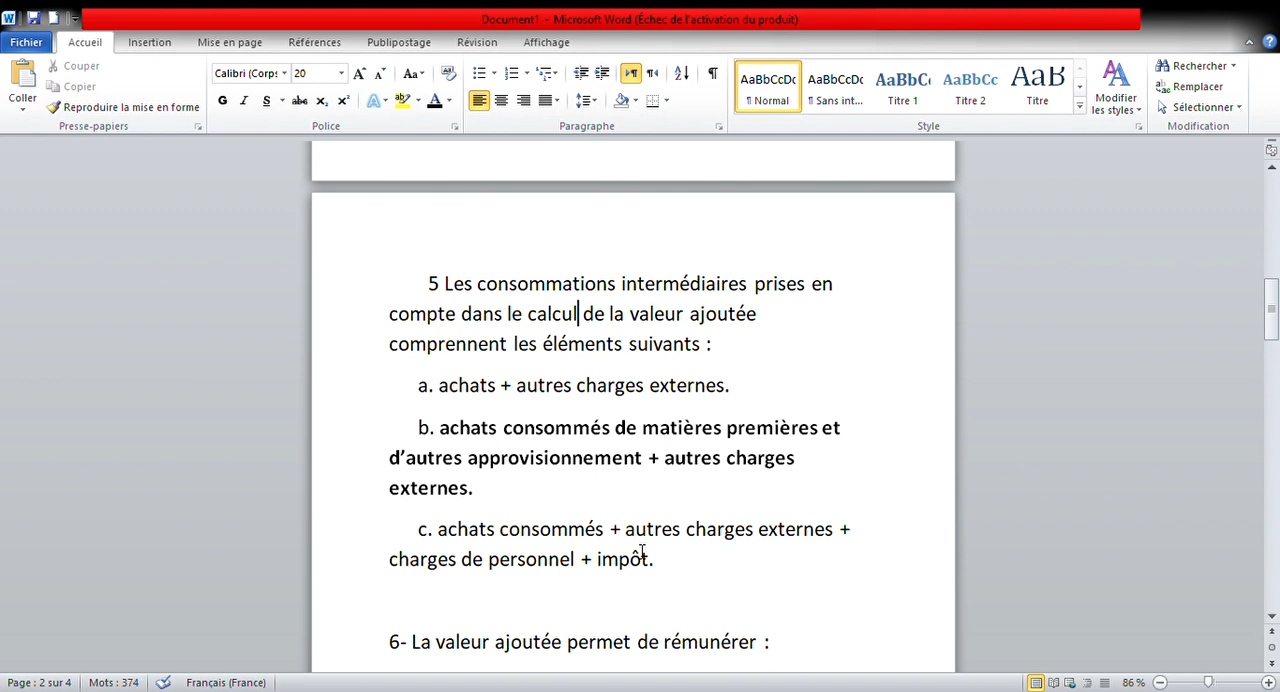 Document1 - Microsoft Word (Échec de l'activation du produit)
Fichier Accueil Insertion Mise en page Références Publipostage Révision Affichage
Coller
Couper
Copier
Reproduire la mise en forme
Presse-papiers
Calibri (Corps 20
G I S abc x₂ x²
Police
Paragraphe
AaBbCcDc AaBbCcDc AaBbC AaBbCc AaB
¶ Normal ¶ Sans int... Titre 1 Titre 2 Titre
Modifier
les styles
Style
Rechercher
Remplacer
Sélectionner
Modification
5 Les consommations intermédiaires prises en
compte dans le calcul de la valeur ajoutée
comprennent les éléments suivants :
a. achats + autres charges externes.
b. achats consommés de matières premières et
d’autres approvisionnement + autres charges
externes.
c. achats consommés + autres charges externes +
charges de personnel + impôt.
6- La valeur ajoutée permet de rémunérer :
Page : 2 sur 4 Mots : 374 Français (France) 86 %